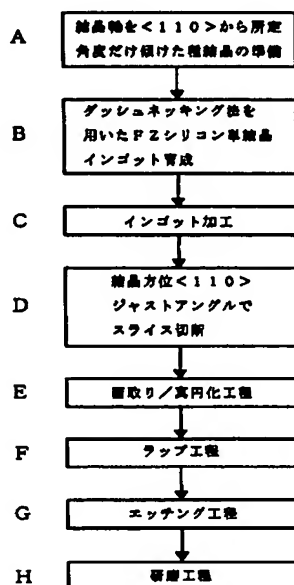 A
結晶軸を<110>から所定
角度だけ傾けた種結晶の準備
B
ダッシュネッキング法を
用いたFZシリコン単結晶
インゴット育成
C
インゴット加工
D
結晶方位<110>
ジャストアングルで
スライス切断
E
面取り/真円化工程
F
ラップ工程
G
エッチング工程
H
研磨工程